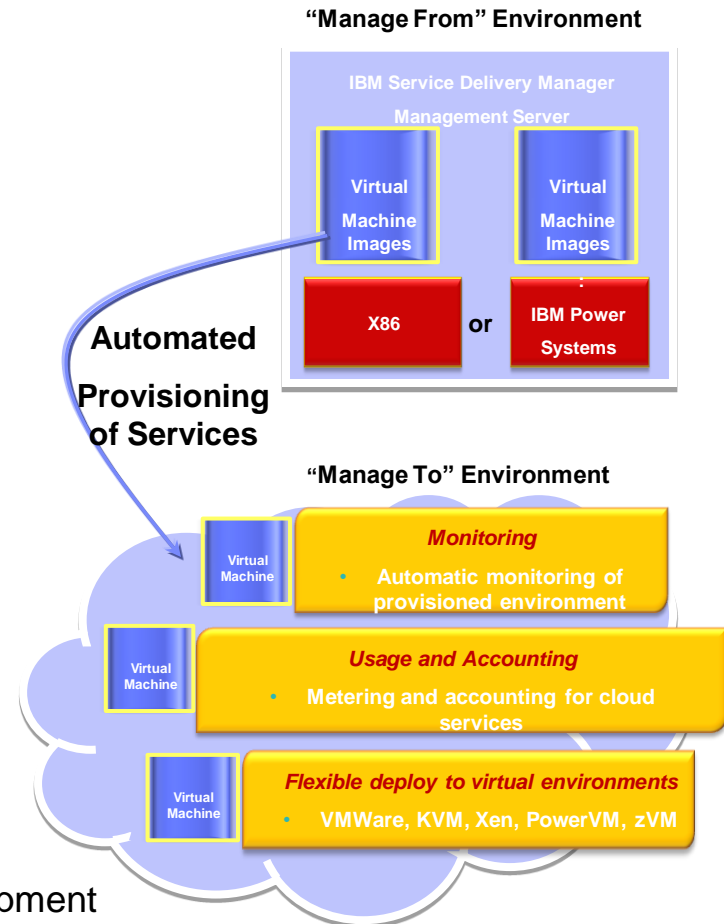 “Manage From” Environment
IBM Service Delivery Manager
Management Server
Virtual
Machine
Images
Virtual
Machine
Images
:
X86
or
IBM Power
Systems
Automated
Provisioning
of Services
“Manage To” Environment
Virtual
Machine
Monitoring
• Automatic monitoring of
provisioned environment
Virtual
Machine
Usage and Accounting
• Metering and accounting for cloud
services
Virtual
Machine
Flexible deploy to virtual environments
• VMWare, KVM, Xen, PowerVM, zVM